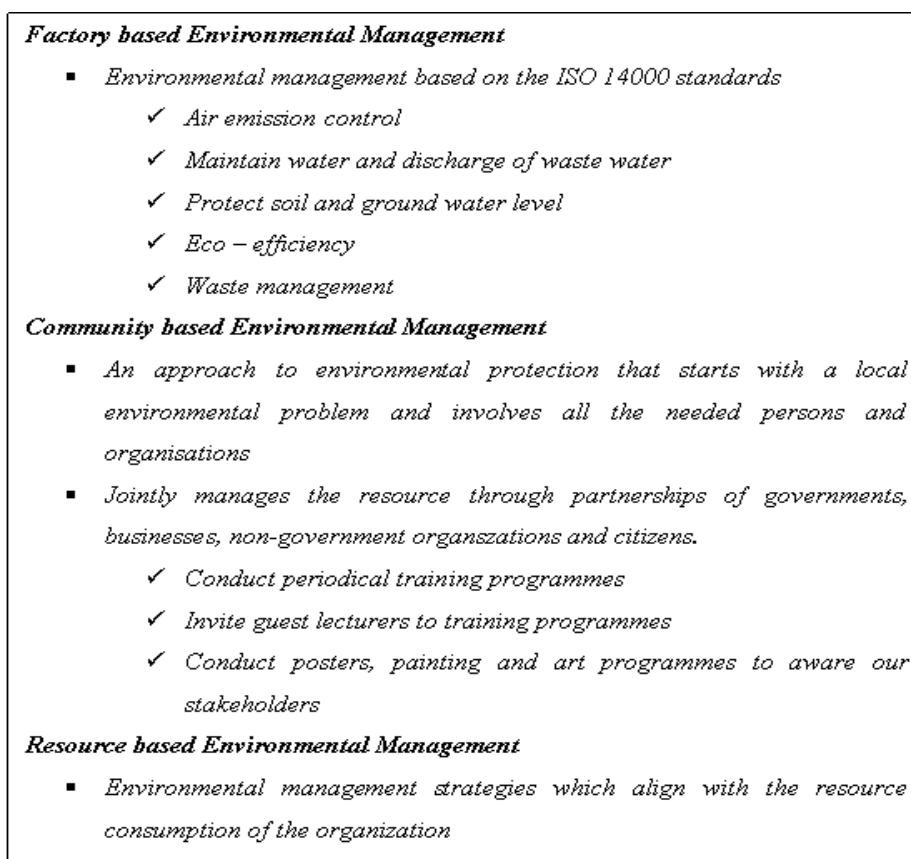 Factory based Environmental Management
▪ Environmental management based on the ISO 14000 standards
✓ Air emission control
✓ Maintain water and discharge of waste water
✓ Protect soil and ground water level
✓ Eco – efficiency
✓ Waste management
Community based Environmental Management
▪ An approach to environmental protection that starts with a local
environmental problem and involves all the needed persons and
organisations
▪ Jointly manages the resource through partnerships of governments,
businesses, non-government organszations and citizens.
✓ Conduct periodical training programmes
✓ Invite guest lecturers to training programmes
✓ Conduct posters, painting and art programmes to aware our
stakeholders
Resource based Environmental Management
▪ Environmental management strategies which align with the resource
consumption of the organization